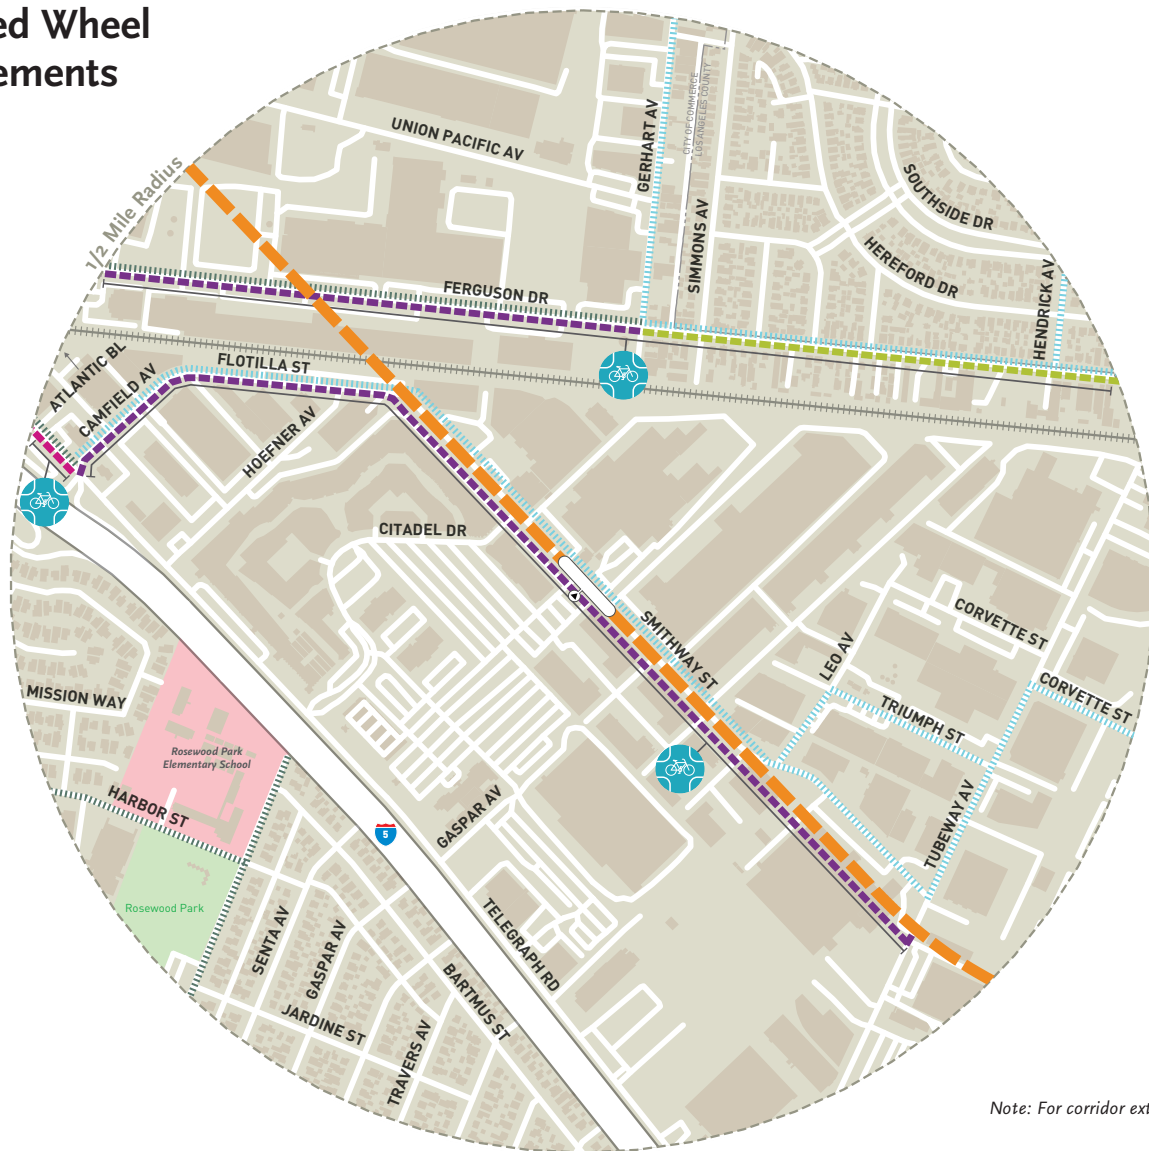 ed Wheel
ements
1/2 Mile Radius
UNION PACIFIC AV
GERHART AV
CITY OF COMMERCE
LOS ANGELES COUNTY
SIMMONS AV
SOUTHSIDE DR
HEREFORD DR
HENDRICK AV
FERGUSON DR
FLOTILLA ST
ATLANTIC BL
CAMFIELD AV
HOEFNER AV
CITADEL DR
SMITHWAY ST
LEO AV
CORVETTE ST
CORVETTE ST
TRIUMPH ST
TUBEWAY AV
MISSION WAY
Rosewood Park
Elementary School
HARBOR ST
Rosewood Park
5
GASPAR AV
TELEGRAPH RD
SENTA AV
GASPAR AV
BARTMUS ST
JARDINE ST
TRAVERS AV
Note: For corridor ext